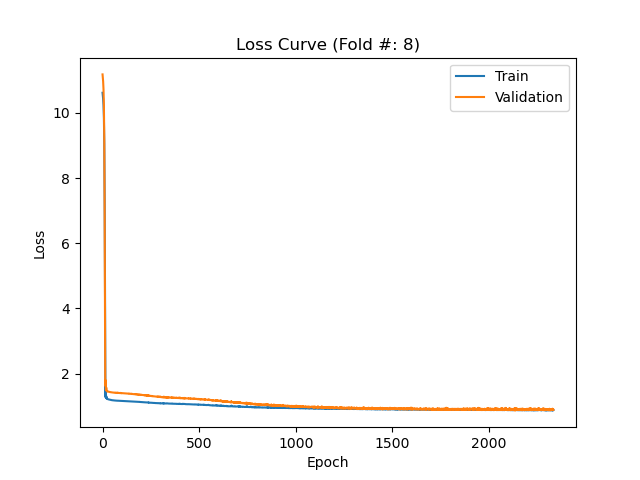 Loss Curve (Fold #: 8)
Train
Validation
10
8
6
4
2
Loss
0 500 1000 1500 2000
Epoch